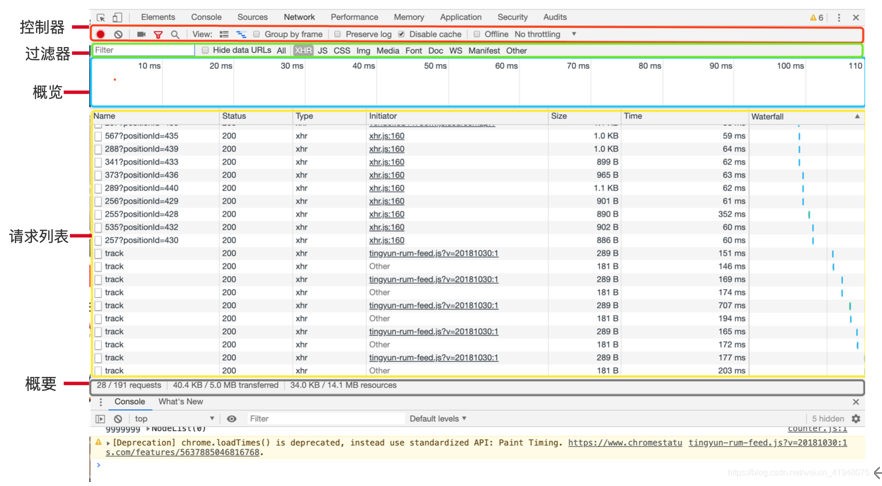 Elements Console Sources Network Performance Memory Application Security Audits 6
控制器
View: Group by frame Preserve log Disable cache Offline No throttling
过滤器
Filter Hide data URLs All XHR JS CSS Img Media Font Doc WS Manifest Other
10 ms 20 ms 30 ms 40 ms 50 ms 60 ms 70 ms 80 ms 90 ms 100 ms 110
概览
Name Status Type Initiator Size Time Waterfall
567?positionId=435 200 xhr xhr.js:160 1.0 KB 59 ms
288?positionId=439 200 xhr xhr.js:160 1.0 KB 64 ms
341?positionId=433 200 xhr xhr.js:160 899 B 62 ms
373?positionId=436 200 xhr xhr.js:160 965 B 63 ms
289?positionId=440 200 xhr xhr.js:160 1.1 KB 62 ms
256?positionId=429 200 xhr xhr.js:160 901 B 61 ms
255?positionId=428 200 xhr xhr.js:160 890 B 352 ms
535?positionId=432 200 xhr xhr.js:160 902 B 60 ms
请求列表
257?positionId=430 200 xhr xhr.js:160 886 B 60 ms
track 200 xhr tingyun-rum-feed.js?v=20181030:1 289 B 151 ms
track 200 xhr Other 181 B 146 ms
track 200 xhr tingyun-rum-feed.js?v=20181030:1 289 B 169 ms
track 200 xhr Other 181 B 174 ms
track 200 xhr tingyun-rum-feed.js?v=20181030:1 289 B 707 ms
track 200 xhr Other 181 B 194 ms
track 200 xhr tingyun-rum-feed.js?v=20181030:1 289 B 165 ms
track 200 xhr Other 181 B 172 ms
track 200 xhr tingyun-rum-feed.js?v=20181030:1 289 B 177 ms
track 200 xhr Other 181 B 203 ms
概要
28 / 191 requests 40.4 KB / 5.0 MB transferred 34.0 KB / 14.1 MB resources
Console What's New
top Filter Default levels 5 hidden
9999999 NodeList(0) counter.js:1
[Deprecation] chrome.loadTimes() is deprecated, instead use standardized API: Paint Timing. https://www.chromestatu tingyun-rum-feed.js?v=20181030:1
s.com/features/5637885046816768.